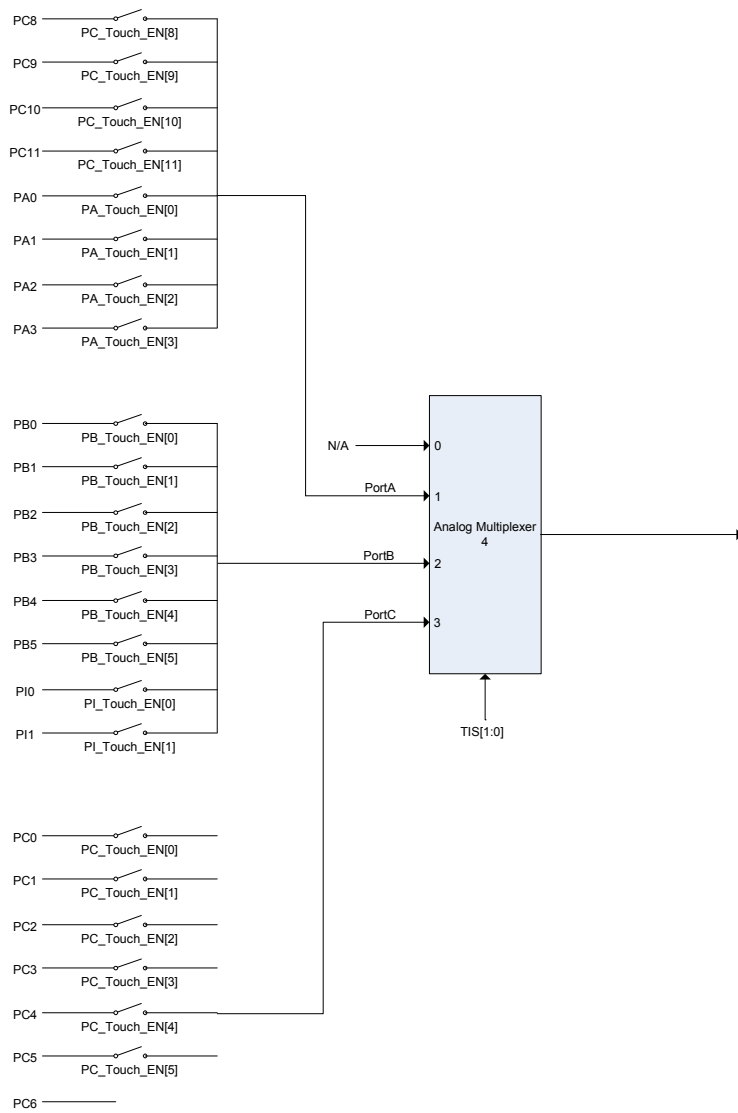 PC8
PC_Touch_EN[8]
PC9
PC_Touch_EN[9]
PC10
PC_Touch_EN[10]
PC11
PC_Touch_EN[11]
PA0
PA_Touch_EN[0]
PA1
PA_Touch_EN[1]
PA2
PA_Touch_EN[2]
PA3
PA_Touch_EN[3]
PB0
PB_Touch_EN[0]
PB1
PB_Touch_EN[1]
PB2
PB_Touch_EN[2]
PB3
PB_Touch_EN[3]
PB4
PB_Touch_EN[4]
PB5
PB_Touch_EN[5]
PI0
PI_Touch_EN[0]
PI1
PI_Touch_EN[1]
PC0
PC_Touch_EN[0]
PC1
PC_Touch_EN[1]
PC2
PC_Touch_EN[2]
PC3
PC_Touch_EN[3]
PC4
PC_Touch_EN[4]
PC5
PC_Touch_EN[5]
PC6
N/A
0
PortA
1
Analog Multiplexer
4
PortB
2
PortC
3
TIS[1:0]